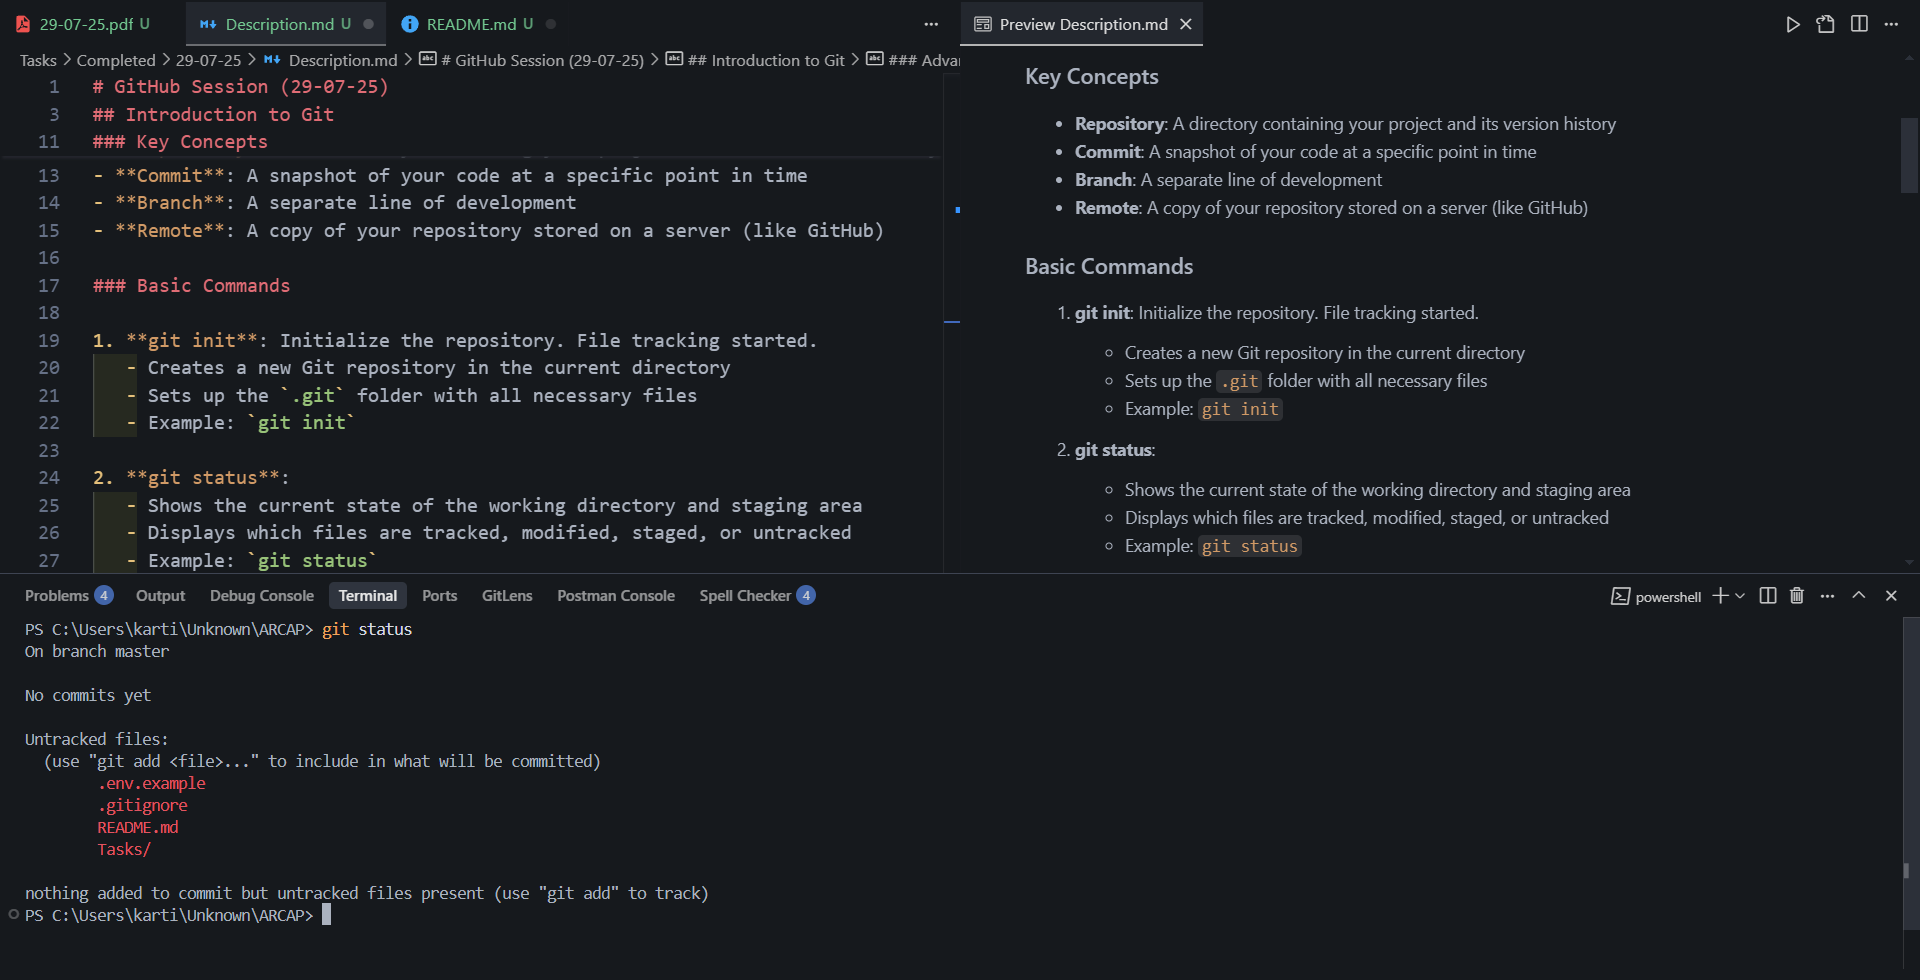 29-07-25.pdf U
Description.md U
README.md U
Preview Description.md
Tasks > Completed > 29-07-25 > Description.md > # GitHub Session (29-07-25) > ## Introduction to Git > ### Adva
1 # GitHub Session (29-07-25)
3 ## Introduction to Git
11 ### Key Concepts
13 - **Commit**: A snapshot of your code at a specific point in time
14 - **Branch**: A separate line of development
15 - **Remote**: A copy of your repository stored on a server (like GitHub)
16
17 ### Basic Commands
18
19 1. **git init**: Initialize the repository. File tracking started.
20 - Creates a new Git repository in the current directory
21 - Sets up the `.git` folder with all necessary files
22 - Example: `git init`
23
24 2. **git status**:
25 - Shows the current state of the working directory and staging area
26 - Displays which files are tracked, modified, staged, or untracked
27 - Example: `git status`
Key Concepts
• Repository: A directory containing your project and its version history
• Commit: A snapshot of your code at a specific point in time
• Branch: A separate line of development
• Remote: A copy of your repository stored on a server (like GitHub)
Basic Commands
1. git init: Initialize the repository. File tracking started.
◦ Creates a new Git repository in the current directory
◦ Sets up the .git folder with all necessary files
◦ Example: git init
2. git status:
◦ Shows the current state of the working directory and staging area
◦ Displays which files are tracked, modified, staged, or untracked
◦ Example: git status
Problems 4 Output Debug Console Terminal Ports GitLens Postman Console Spell Checker 4
powershell
PS C:\Users\karti\Unknown\ARCAP> git status
On branch master
No commits yet
Untracked files:
(use "git add <file>..." to include in what will be committed)
.env.example
.gitignore
README.md
Tasks/
nothing added to commit but untracked files present (use "git add" to track)
PS C:\Users\karti\Unknown\ARCAP>